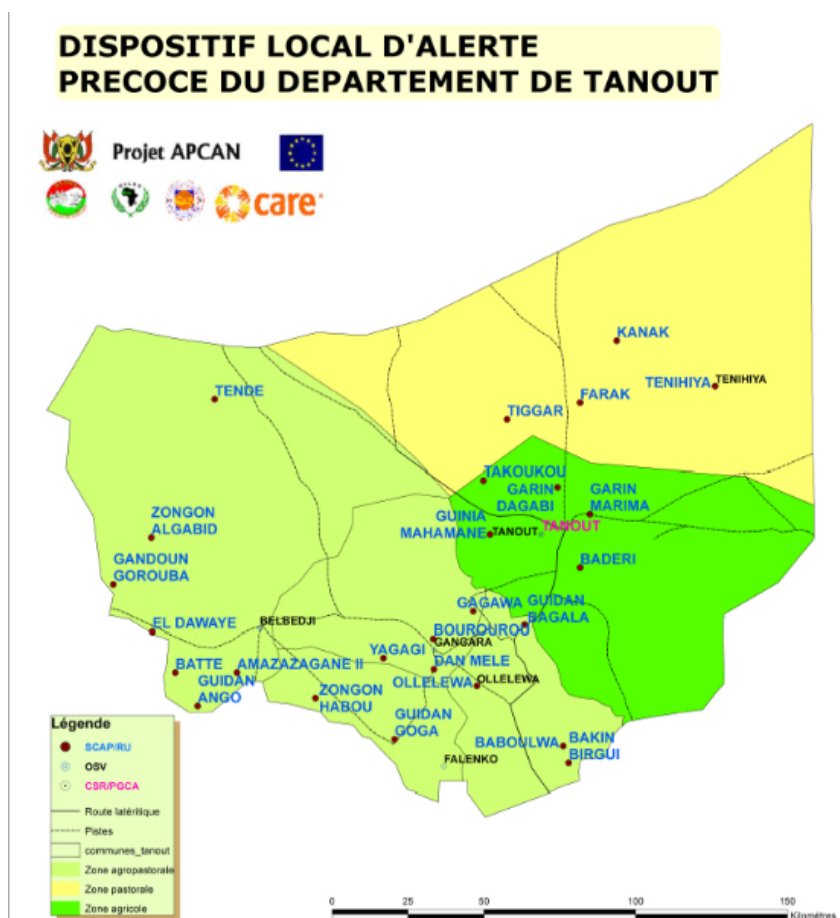 DISPOSITIF LOCAL D'ALERTE
PRECOCE DU DEPARTEMENT DE TANOUT
Projet APCAN
care
KANAK
TENIHIYA TENIHIYA
TENDE
FARAK
TIGGAR
TAKOUKOU
GARIN
DAGABI
GARIN
MARIMA
ZONGON
ALGABID
GUINIA
MAHAMANE
TANOUT
TANOUT
GANDOUN
GOROUBA
BADERI
GAGAWA
GUIDAN
BAGALA
EL DAWAYE
BELBEDJI
BOUROUROU
GANGARA
YAGAGI
DAN MELE
BATTE
AMAZAZAGANE II
GUIDAN
ANGO
OLLELEWA
OLLELEWA
ZONGON
HABOU
GUIDAN
GOGA
BABOULWA
BAKIN
BIRGUI
FALENKO
Légende
SCAP/RU
OSV
CSR/PGCA
Route latéritique
Pistes
communes_tanout
Zone agropastorale
Zone pastorale
Zone agricole
0 25 50 100 150
Kilomètres